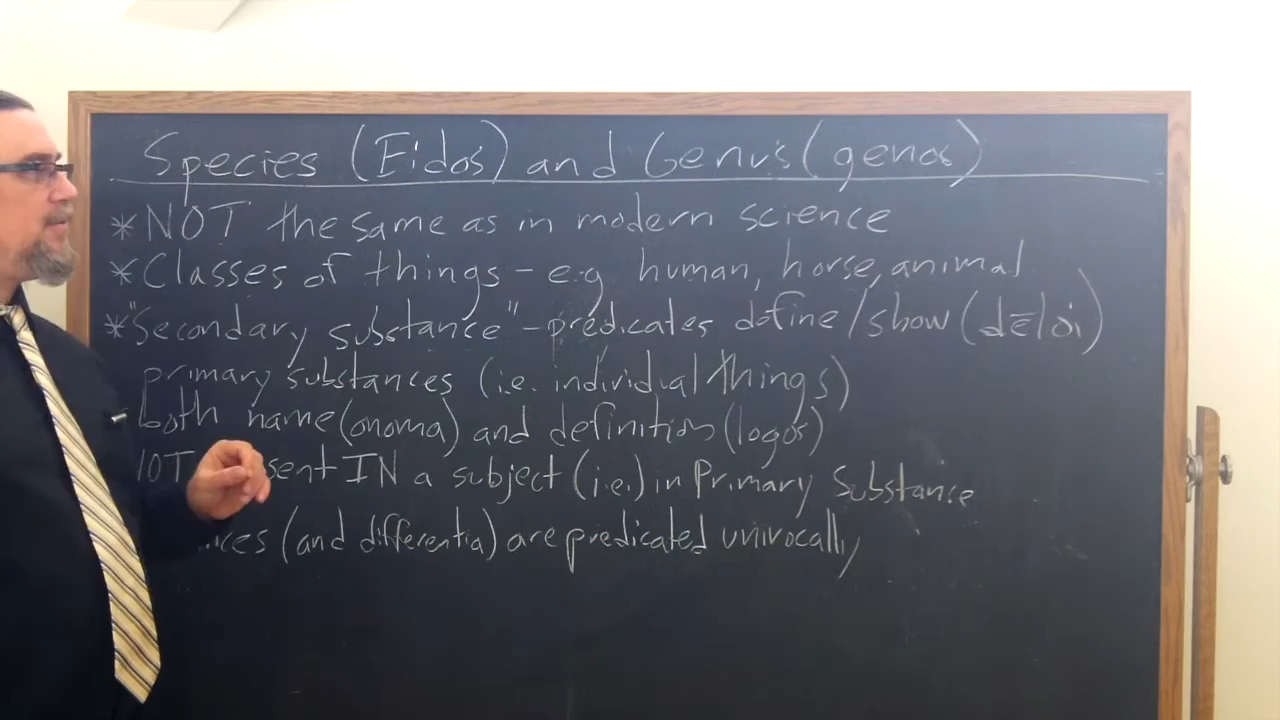 Species (Eidos) and Genus (genos)
*NOT the same as in modern science
*Classes of things - e.g human, horse, animal
*"Secondary substance" - predicates define/show (dēloi)
primary substances (i.e. individual things)
both name (onoma) and definition (logos)
IN a subject (i.e.) in Primary Substance
(and differentia) are predicated univocally